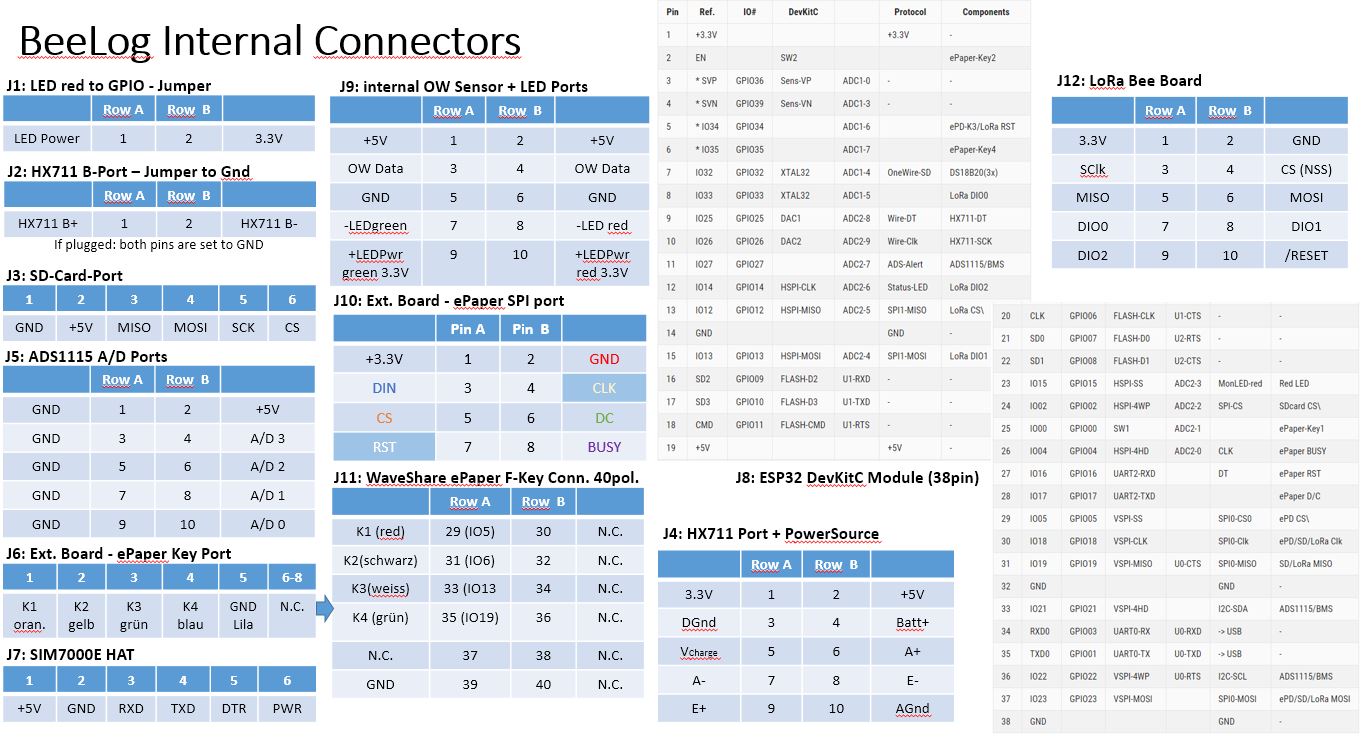 BeeLog Internal Connectors
J1: LED red to GPIO - Jumper
Row A Row B
LED Power 1 2 3.3V
J2: HX711 B-Port – Jumper to Gnd
Row A Row B
HX711 B+ 1 2 HX711 B-
If plugged: both pins are set to GND
J3: SD-Card-Port
1 2 3 4 5 6
GND +5V MISO MOSI SCK CS
J5: ADS1115 A/D Ports
Row A Row B
GND 1 2 +5V
GND 3 4 A/D 3
GND 5 6 A/D 2
GND 7 8 A/D 1
GND 9 10 A/D 0
J6: Ext. Board - ePaper Key Port
1 2 3 4 5 6-8
K1 K2 K3 K4 GND N.C.
oran. gelb grün blau Lila
J7: SIM7000E HAT
1 2 3 4 5 6
+5V GND RXD TXD DTR PWR
J9: internal OW Sensor + LED Ports
Row A Row B
+5V 1 2 +5V
OW Data 3 4 OW Data
GND 5 6 GND
-LEDgreen 7 8 -LED red
+LEDPwr 9 10 +LEDPwr
green 3.3V red 3.3V
J10: Ext. Board - ePaper SPI port
Pin A Pin B
+3.3V 1 2 GND
DIN 3 4 CLK
CS 5 6 DC
RST 7 8 BUSY
J11: WaveShare ePaper F-Key Conn. 40pol.
Row A Row B
K1 (red) 29 (IO5) 30 N.C.
K2(schwarz) 31 (IO6) 32 N.C.
K3(weiss) 33 (IO13 34 N.C.
K4 (grün) 35 (IO19) 36 N.C.
N.C. 37 38 N.C.
GND 39 40 N.C.
Pin Ref. IO# DevKitC Protocol Components
1 +3.3V +3.3V -
2 EN SW2 ePaper-Key2
3 * SVP GPIO36 Sens-VP ADC1-0 - -
4 * SVN GPIO39 Sens-VN ADC1-3 - -
5 * IO34 GPIO34 ADC1-6 ePD-K3/LoRa RST
6 * IO35 GPIO35 ADC1-7 ePaper-Key4
7 IO32 GPIO32 XTAL32 ADC1-4 OneWire-SD DS18B20(3x)
8 IO33 GPIO33 XTAL32 ADC1-5 LoRa DIO0
9 IO25 GPIO25 DAC1 ADC2-8 Wire-DT HX711-DT
10 IO26 GPIO26 DAC2 ADC2-9 Wire-Clk HX711-SCK
11 IO27 GPIO27 ADC2-7 ADS-Alert ADS1115/BMS
12 IO14 GPIO14 HSPI-CLK ADC2-6 Status-LED LoRa DIO2
13 IO12 GPIO12 HSPI-MISO ADC2-5 SPI1-MISO LoRa CS\
14 GND GND -
15 IO13 GPIO13 HSPI-MOSI ADC2-4 SPI1-MOSI LoRa DIO1
16 SD2 GPIO09 FLASH-D2 U1-RXD - -
17 SD3 GPIO10 FLASH-D3 U1-TXD - -
18 CMD GPIO11 FLASH-CMD U1-RTS - -
19 +5V +5V -
J8: ESP32 DevKitC Module (38pin)
J4: HX711 Port + PowerSource
Row A Row B
3.3V 1 2 +5V
DGnd 3 4 Batt+
Vcharge 5 6 A+
A- 7 8 E-
E+ 9 10 AGnd
J12: LoRa Bee Board
Row A Row B
3.3V 1 2 GND
SClk 3 4 CS (NSS)
MISO 5 6 MOSI
DIO0 7 8 DIO1
DIO2 9 10 /RESET
20 CLK GPIO06 FLASH-CLK U1-CTS - -
21 SD0 GPIO07 FLASH-D0 U2-RTS - -
22 SD1 GPIO08 FLASH-D1 U2-CTS - -
23 IO15 GPIO15 HSPI-SS ADC2-3 MonLED-red Red LED
24 IO02 GPIO02 HSPI-4WP ADC2-2 SPI-CS SDcard CS\
25 IO00 GPIO00 SW1 ADC2-1 ePaper-Key1
26 IO04 GPIO04 HSPI-4HD ADC2-0 CLK ePaper BUSY
27 IO16 GPIO16 UART2-RXD DT ePaper RST
28 IO17 GPIO17 UART2-TXD ePaper D/C
29 IO05 GPIO05 VSPI-SS SPI0-CS0 ePD CS\
30 IO18 GPIO18 VSPI-CLK SPI0-Clk ePD/SD/LoRa Clk
31 IO19 GPIO19 VSPI-MISO U0-CTS SPI0-MISO SD/LoRa MISO
32 GND GND -
33 IO21 GPIO21 VSPI-4HD I2C-SDA ADS1115/BMS
34 RXD0 GPIO03 UART0-RX U0-RXD -> USB -
35 TXD0 GPIO01 UART0-TX U0-TXD -> USB -
36 IO22 GPIO22 VSPI-4WP U0-RTS I2C-SCL ADS1115/BMS
37 IO23 GPIO23 VSPI-MOSI SPI0-MOSI ePD/SD/LoRa MOSI
38 GND GND -